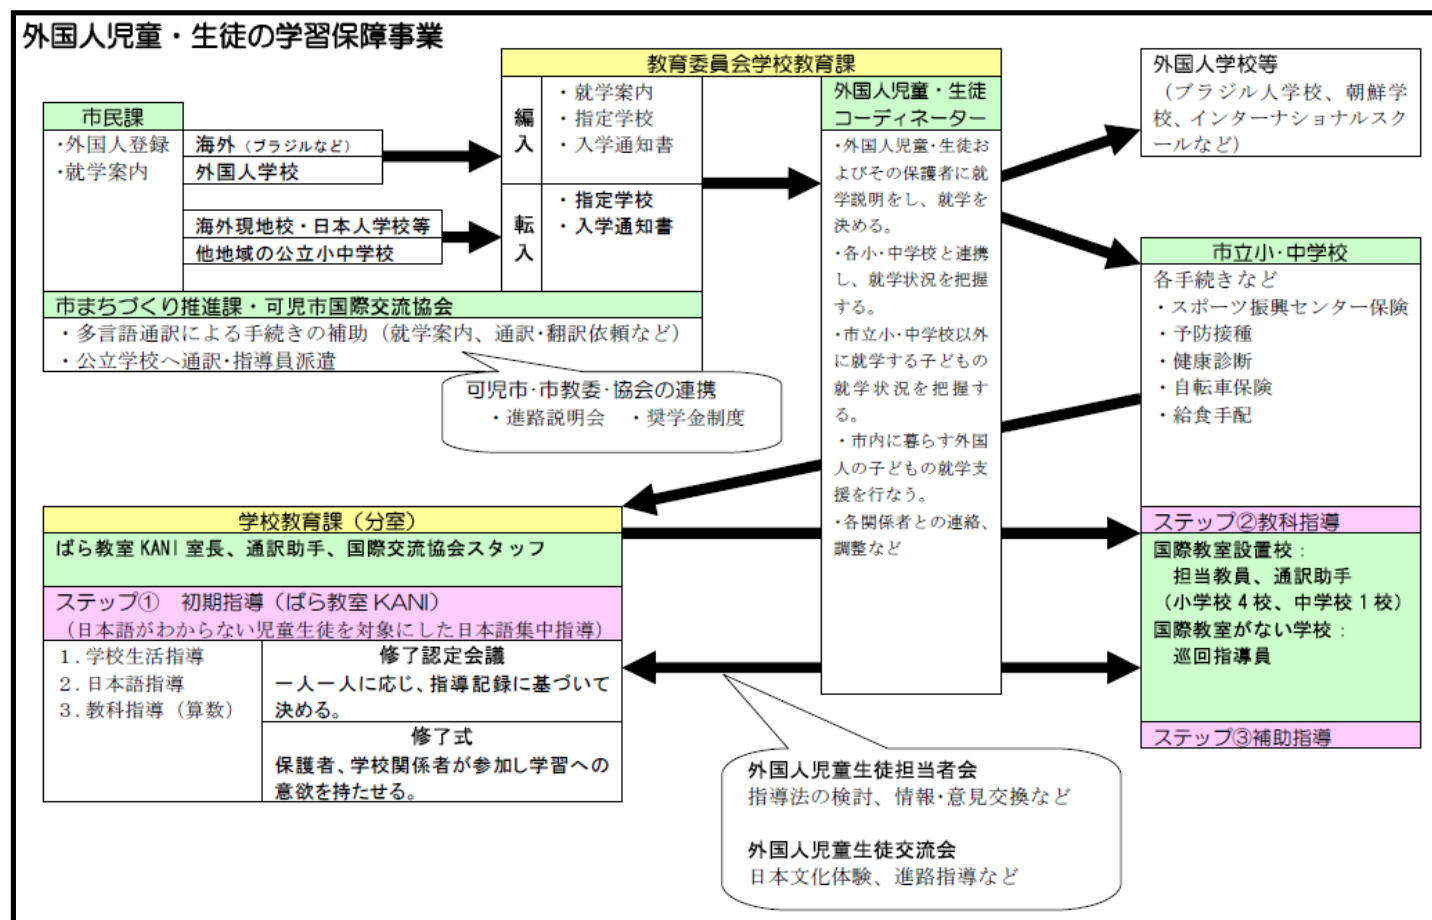 外国人児童・生徒の学習保障事業
市民課
・外国人登録
・就学案内
海外（ブラジルなど）
外国人学校
海外現地校・日本人学校等
他地域の公立小中学校
教育委員会学校教育課
編入
・就学案内
・指定学校
・入学通知書
転入
・指定学校
・入学通知書
外国人児童・生徒
コーディネーター
・外国人児童・生徒お
よびその保護者に就
学説明をし、就学を
決める。
・各小・中学校と連携
し、就学状況を把握
する。
・市立小・中学校以外
に就学する子どもの
就学状況を把握す
る。
・市内に暮らす外国
人の子どもの就学支
援を行なう。
・各関係者との連絡、
調整など
外国人学校等
（ブラジル人学校、朝鮮学
校、インターナショナルスク
ールなど）
市立小・中学校
各手続きなど
・スポーツ振興センター保険
・予防接種
・健康診断
・自転車保険
・給食手配
市まちづくり推進課・可児市国際交流協会
・多言語通訳による手続きの補助（就学案内、通訳・翻訳依頼など）
・公立学校へ通訳・指導員派遣
可児市・市教委・協会の連携
・進路説明会　・奨学金制度
学校教育課（分室）
ばら教室 KANI 室長、通訳助手、国際交流協会スタッフ
ステップ①　初期指導（ばら教室 KANI）
（日本語がわからない児童生徒を対象にした日本語集中指導）
1．学校生活指導
2．日本語指導
3．教科指導（算数）
修了認定会議
一人一人に応じ、指導記録に基づいて
決める。
修了式
保護者、学校関係者が参加し学習への
意欲を持たせる。
ステップ②教科指導
国際教室設置校：
担当教員、通訳助手
（小学校 4 校、中学校 1 校）
国際教室がない学校：
巡回指導員
ステップ③補助指導
外国人児童生徒担当者会
指導法の検討、情報・意見交換など
外国人児童生徒交流会
日本文化体験、進路指導など